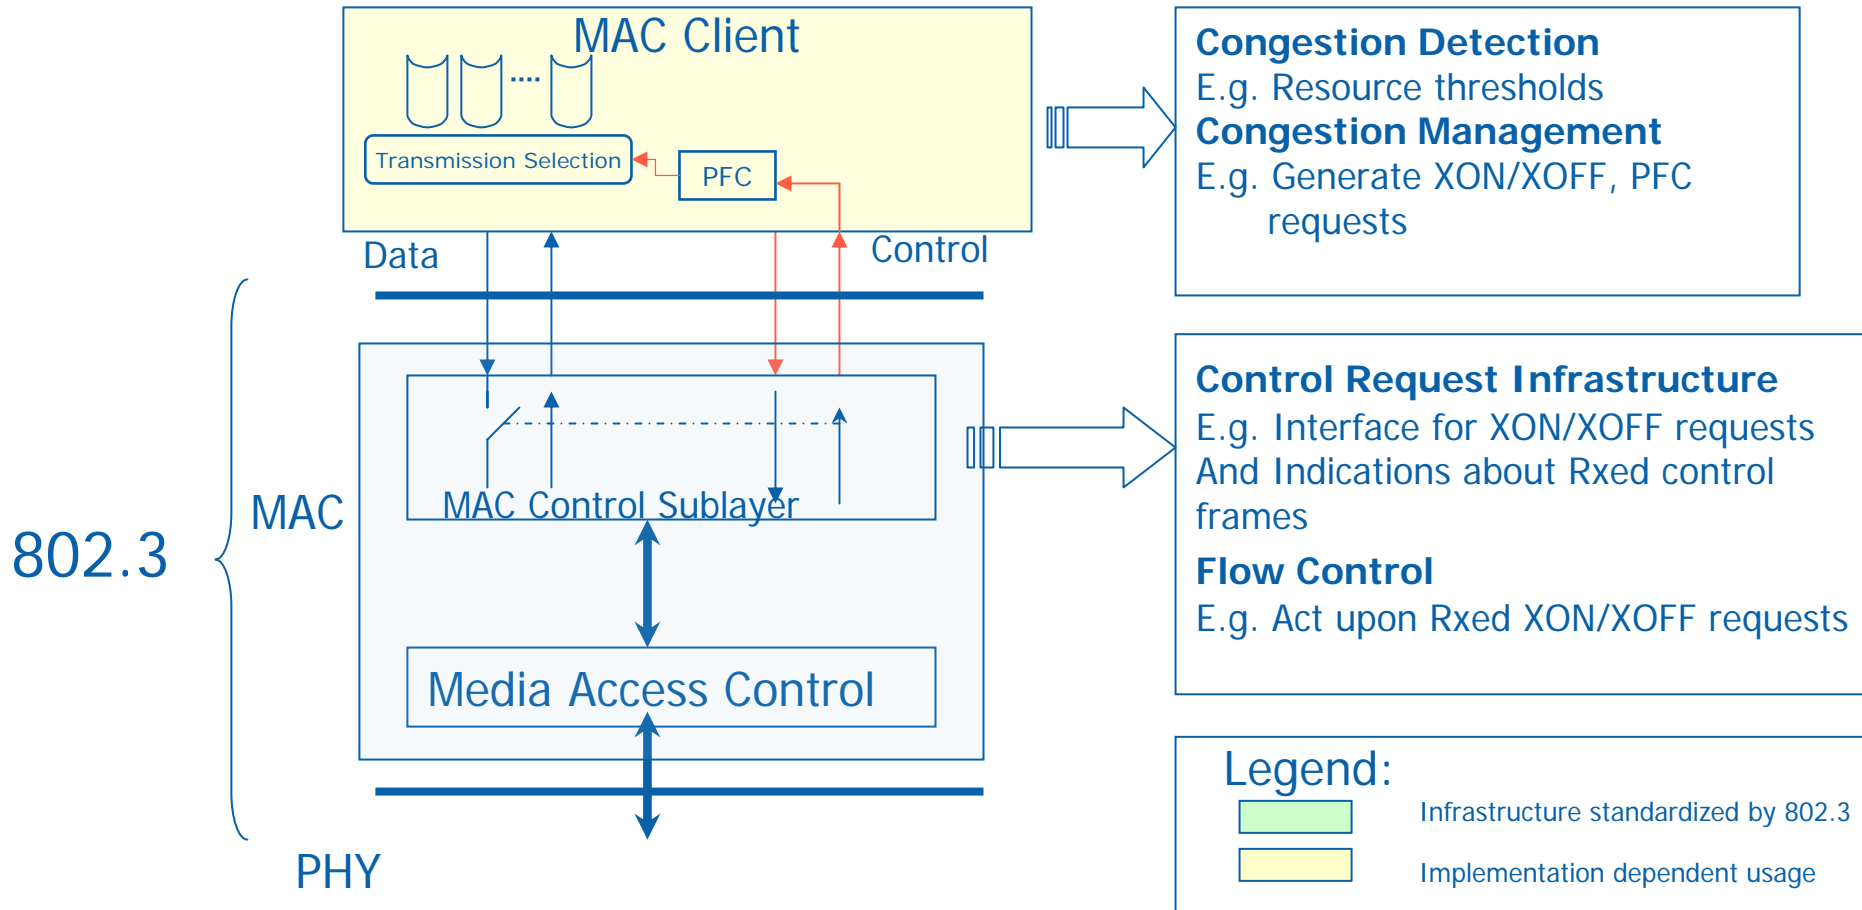 MAC Client
....
Transmission Selection
PFC
Data
Control
802.3
MAC
MAC Control Sublayer
Media Access Control
PHY
Congestion Detection
E.g. Resource thresholds
Congestion Management
E.g. Generate XON/XOFF, PFC
requests
Control Request Infrastructure
E.g. Interface for XON/XOFF requests
And Indications about Rxed control
frames
Flow Control
E.g. Act upon Rxed XON/XOFF requests
Legend:
Infrastructure standardized by 802.3
Implementation dependent usage